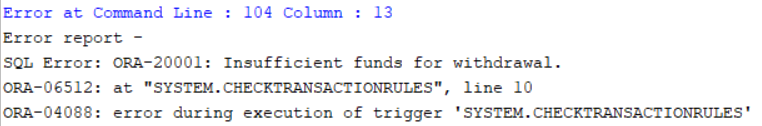 Error at Command Line : 104 Column : 13
Error report -
SQL Error: ORA-20001: Insufficient funds for withdrawal.
ORA-06512: at "SYSTEM.CHECKTRANSACTIONRULES", line 10
ORA-04088: error during execution of trigger 'SYSTEM.CHECKTRANSACTIONRULES'